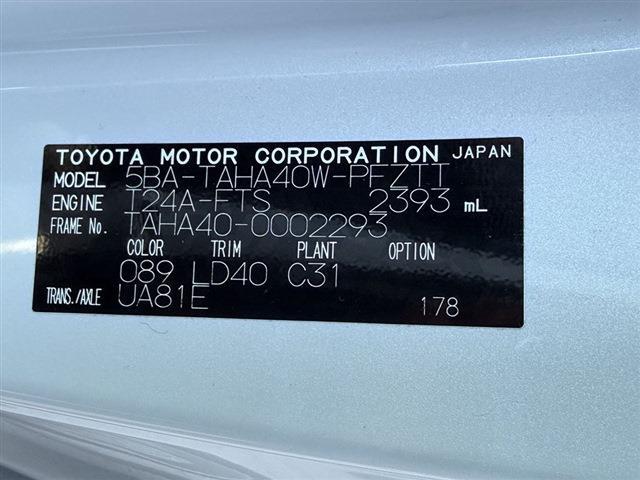 TOYOTA MOTOR CORPORATION JAPAN
MODEL 5BA-TAHA40W-PFZTT
ENGINE T24A-FTS 2393 mL
FRAME No. TAHA40-0002293
COLOR TRIM PLANT OPTION
089 LD40 C31
TRANS./AXLE UA81E 178